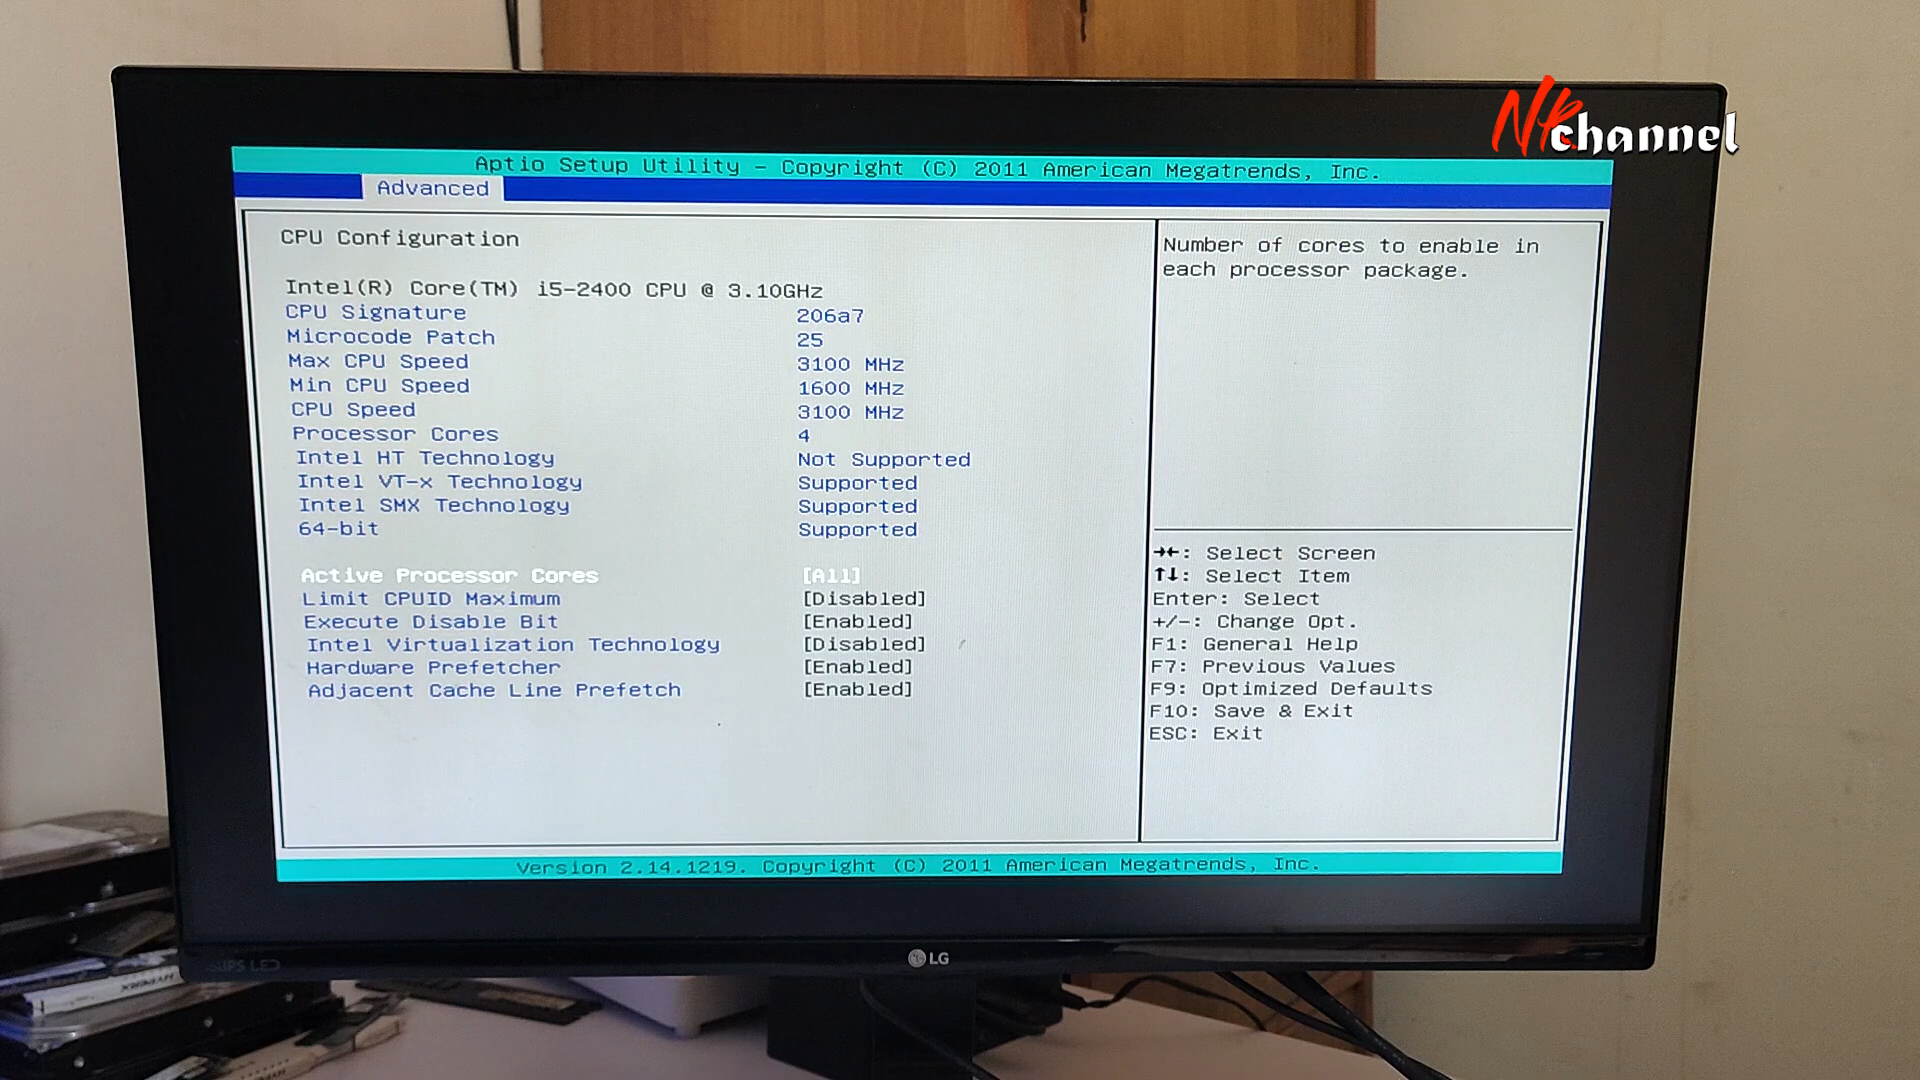 NK channel
Aptio Setup Utility – Copyright (C) 2011 American Megatrends, Inc.
Advanced
CPU Configuration
Intel(R) Core(TM) i5-2400 CPU @ 3.10GHz
CPU Signature 206a7
Microcode Patch 25
Max CPU Speed 3100 MHz
Min CPU Speed 1600 MHz
CPU Speed 3100 MHz
Processor Cores 4
Intel HT Technology Not Supported
Intel VT-x Technology Supported
Intel SMX Technology Supported
64-bit Supported
Active Processor Cores [All]
Limit CPUID Maximum [Disabled]
Execute Disable Bit [Enabled]
Intel Virtualization Technology [Disabled]
Hardware Prefetcher [Enabled]
Adjacent Cache Line Prefetch [Enabled]
Number of cores to enable in
each processor package.
→←: Select Screen
↑↓: Select Item
Enter: Select
+/-: Change Opt.
F1: General Help
F7: Previous Values
F9: Optimized Defaults
F10: Save & Exit
ESC: Exit
Version 2.14.1219. Copyright (C) 2011 American Megatrends, Inc.
LG
IPS LED